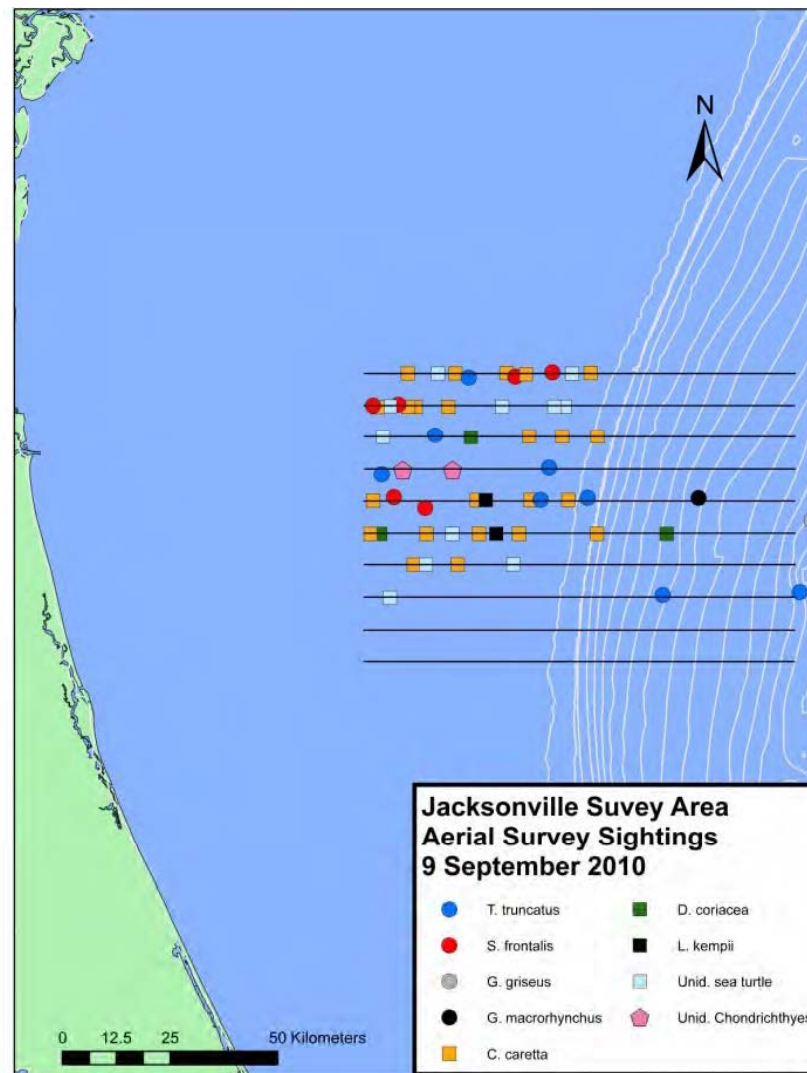 N
Jacksonville Suvey Area
Aerial Survey Sightings
9 September 2010
T. truncatus
D. coriacea
S. frontalis
L. kempii
G. griseus
Unid. sea turtle
G. macrorhynchus
Unid. Chondrichthyes
C. caretta
0 12.5 25 50 Kilometers